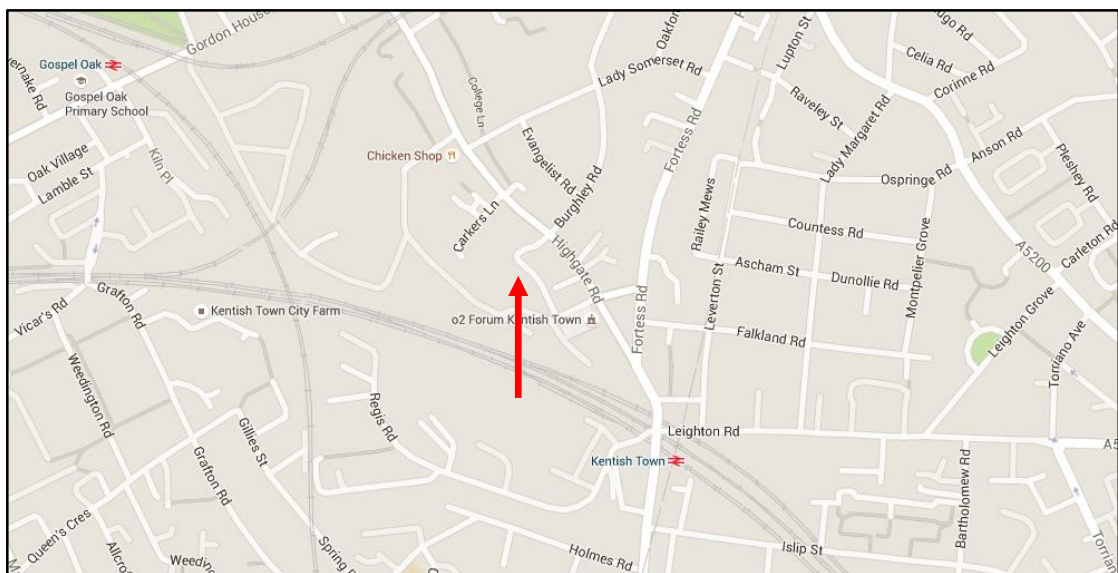 Gordon House
Gospel Oak
Gospel Oak
Primary School
Oak Village
Lamble St
Kiln Pl
College Ln
Lady Somerset Rd
Chicken Shop
Evangelist Rd
Burghley Rd
Carkers Ln
Highgate Rd
Fortess Rd
Fortess Rd
Lupton St
Raveley St
Celia Rd
Corinne Rd
Lady Margaret Rd
Anson Rd
Ospringe Rd
Pleshey Rd
Railey Mews
Countess Rd
Montpelier Grove
A5200
Carleton Rd
Ascham St
Dunollie Rd
Leverton St
Falkland Rd
Leighton Grove
Torriano Ave
Vicar's Rd
Grafton Rd
Kentish Town City Farm
o2 Forum Kentish Town
Weedington Rd
Gillies St
Regis Rd
Leighton Rd
Kentish Town
Grafton Rd
Queen's Cres
Bartholomew Rd
Islip St
Holmes Rd